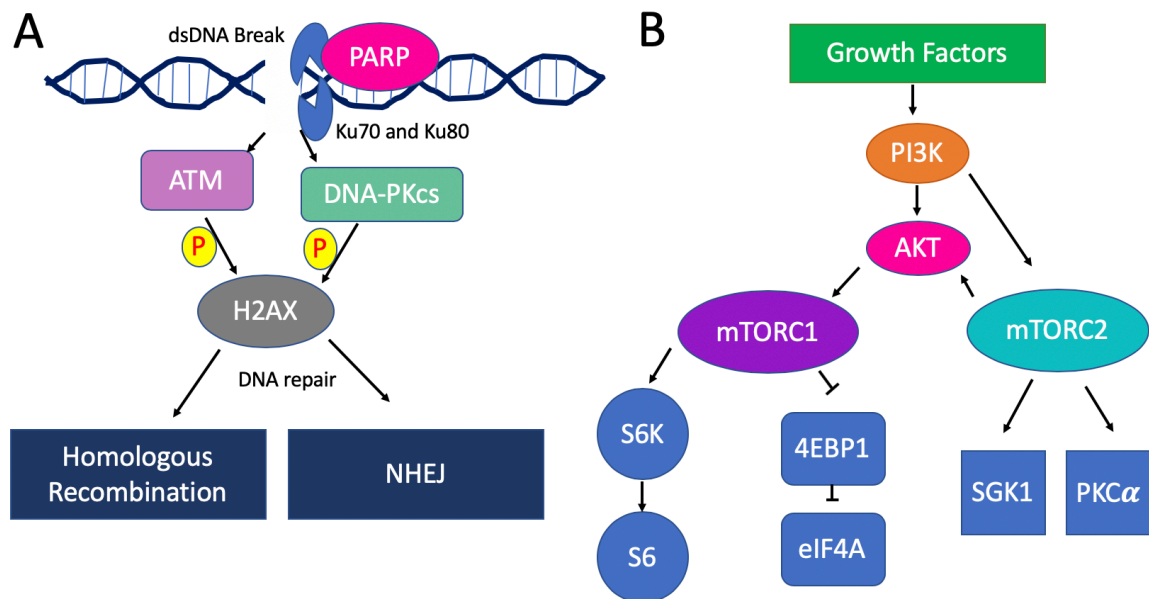 A
dsDNA Break
PARP
Ku70 and Ku80
ATM
DNA-PKcs
P
P
H2AX
DNA repair
Homologous
Recombination
NHEJ
B
Growth Factors
PI3K
AKT
mTORC1
mTORC2
S6K
4EBP1
SGK1
PKCα
S6
eIF4A